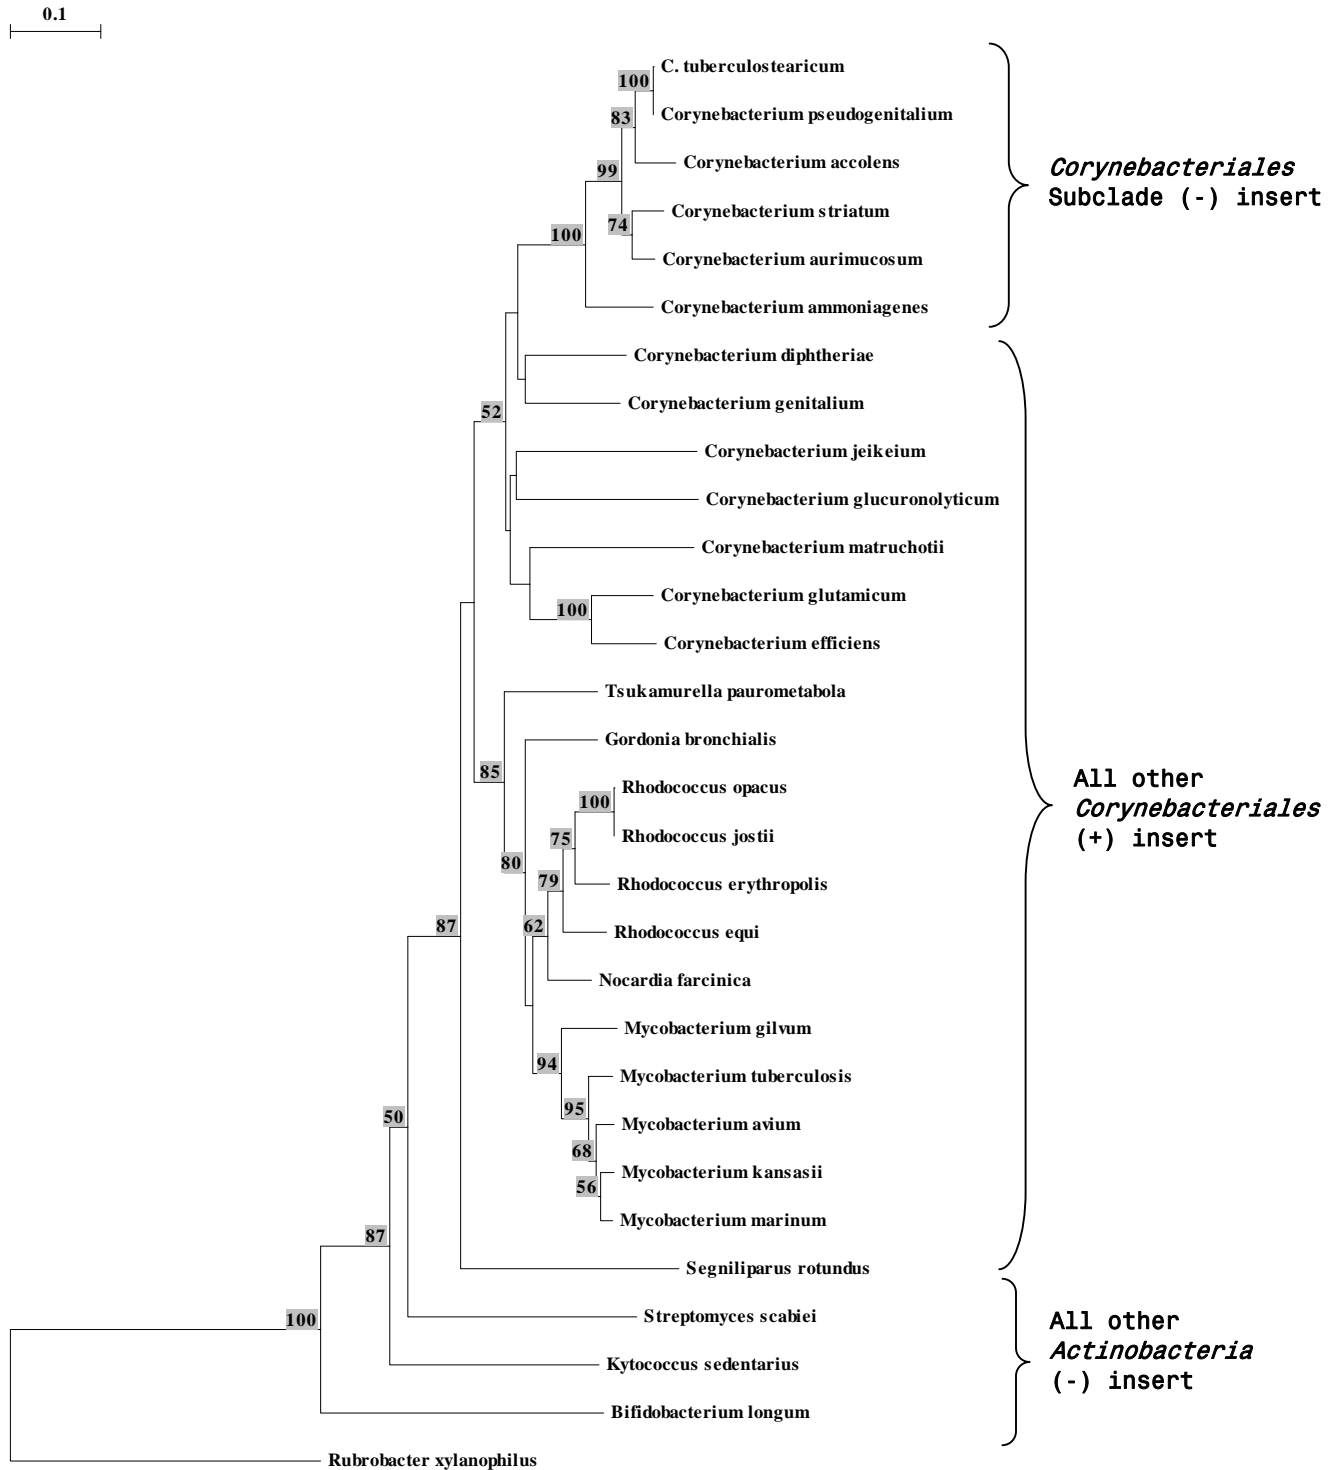 0.1
C. tuberculostearicum
100
Corynebacterium pseudogenitalium
83
Corynebacterium accolens
99
Corynebacteriales
Subclade (-) insert
Corynebacterium striatum
74
100
Corynebacterium aurimucosum
Corynebacterium ammoniagenes
Corynebacterium diphtheriae
Corynebacterium genitalium
52
Corynebacterium jeikeium
Corynebacterium glucuronolyticum
Corynebacterium matruchotii
Corynebacterium glutamicum
100
Corynebacterium efficiens
Tsukamurella paurometabola
Gordonia bronchialis
85
All other
Corynebacteriales
(+) insert
Rhodococcus opacus
100
Rhodococcus jostii
75
80
Rhodococcus erythropolis
79
62
87
Rhodococcus equi
Nocardia farcinica
Mycobacterium gilvum
94
Mycobacterium tuberculosis
95
50
Mycobacterium avium
68
Mycobacterium kansasii
56
Mycobacterium marinum
87
Segniliparus rotundus
100
Streptomyces scabiei
All other
Actinobacteria
(-) insert
Kytococcus sedentarius
Bifidobacterium longum
Rubrobacter xylanophilus